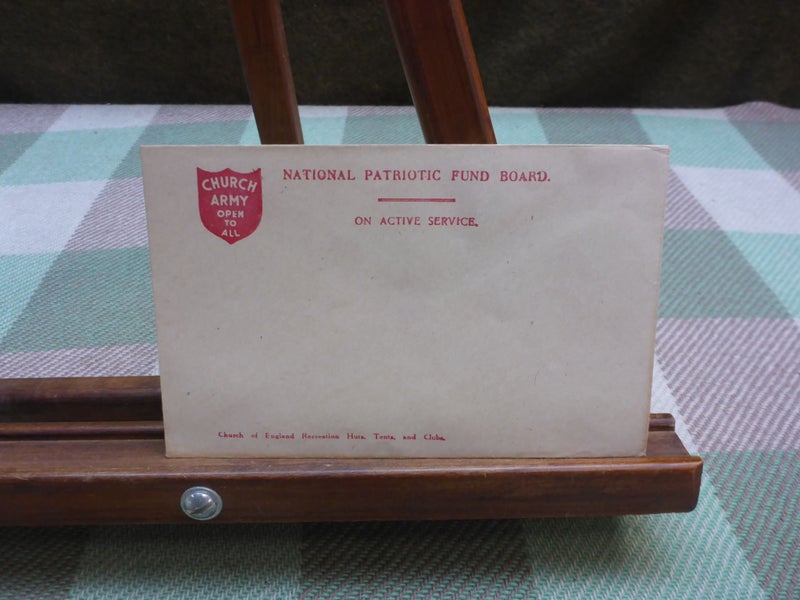 CHURCH
ARMY
OPEN
TO
ALL
NATIONAL PATRIOTIC FUND BOARD.
ON ACTIVE SERVICE.
Church of England Recreation Huts, Tents, and Clubs.